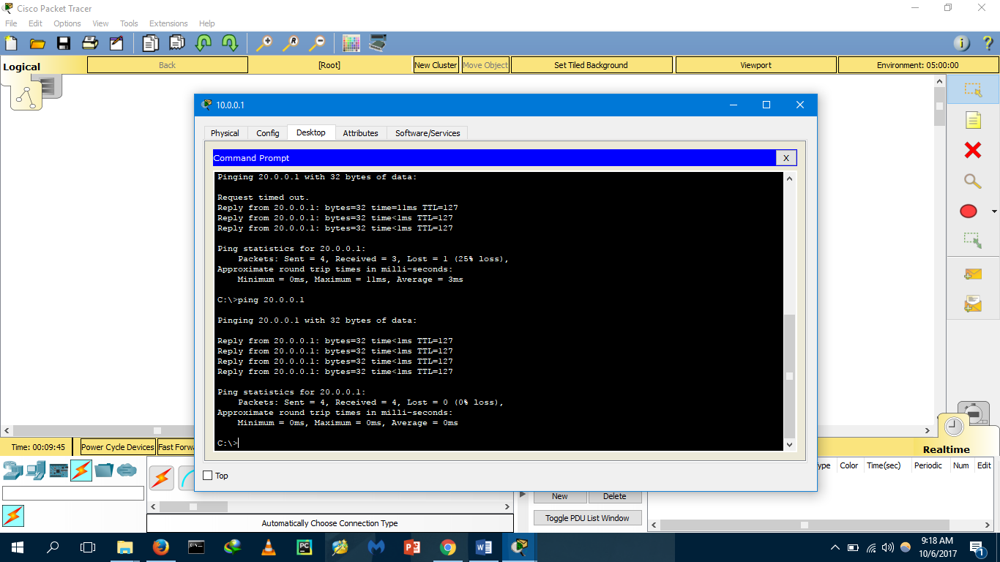 Cisco Packet Tracer
File Edit Options View Tools Extensions Help
Logical
Back
[Root]
New Cluster
Move Object
Set Tiled Background
Viewport
Environment: 05:00:00
10.0.0.1
Physical Config Desktop Attributes Software/Services
Command Prompt
X
Pinging 20.0.0.1 with 32 bytes of data:
Request timed out.
Reply from 20.0.0.1: bytes=32 time=11ms TTL=127
Reply from 20.0.0.1: bytes=32 time<1ms TTL=127
Reply from 20.0.0.1: bytes=32 time<1ms TTL=127
Ping statistics for 20.0.0.1:
Packets: Sent = 4, Received = 3, Lost = 1 (25% loss),
Approximate round trip times in milli-seconds:
Minimum = 0ms, Maximum = 11ms, Average = 3ms
C:\>ping 20.0.0.1
Pinging 20.0.0.1 with 32 bytes of data:
Reply from 20.0.0.1: bytes=32 time<1ms TTL=127
Reply from 20.0.0.1: bytes=32 time<1ms TTL=127
Reply from 20.0.0.1: bytes=32 time<1ms TTL=127
Reply from 20.0.0.1: bytes=32 time<1ms TTL=127
Ping statistics for 20.0.0.1:
Packets: Sent = 4, Received = 4, Lost = 0 (0% loss),
Approximate round trip times in milli-seconds:
Minimum = 0ms, Maximum = 0ms, Average = 0ms
C:\>
Top
Time: 00:09:45
Power Cycle Devices
Fast Forw
Realtime
ype Color Time(sec) Periodic Num Edit
New
Delete
Toggle PDU List Window
Automatically Choose Connection Type
9:18 AM
10/6/2017